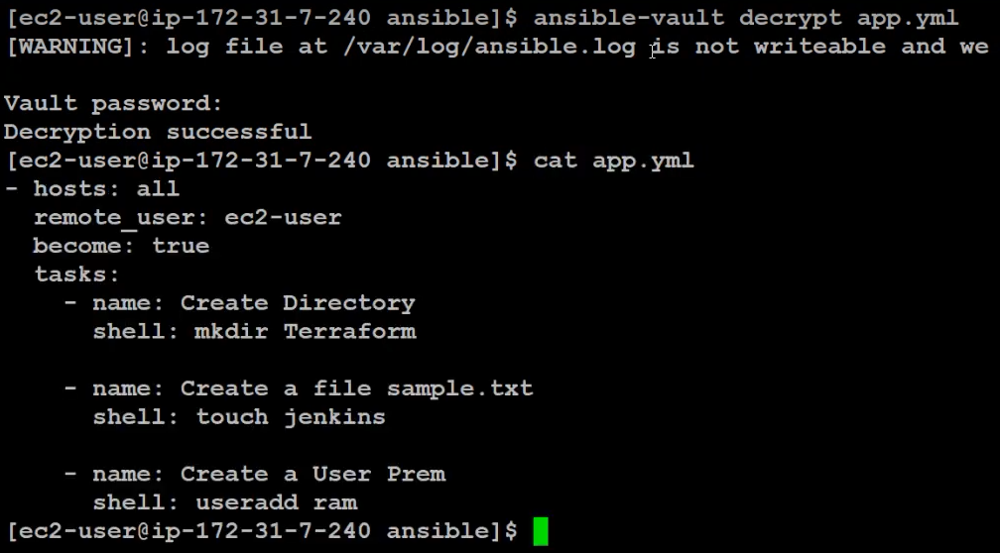 [ec2-user@ip-172-31-7-240 ansible]$ ansible-vault decrypt app.yml
[WARNING]: log file at /var/log/ansible.log is not writeable and we
Vault password:
Decryption successful
[ec2-user@ip-172-31-7-240 ansible]$ cat app.yml
- hosts: all
  remote_user: ec2-user
  become: true
  tasks:
    - name: Create Directory
      shell: mkdir Terraform
    - name: Create a file sample.txt
      shell: touch jenkins
    - name: Create a User Prem
      shell: useradd ram
[ec2-user@ip-172-31-7-240 ansible]$